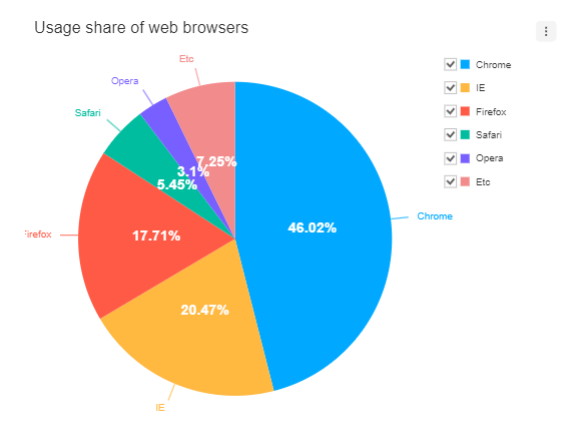 Usage share of web browsers
Etc
Opera
Safari
irefox
IE
Chrome
7.25%
3.1%
5.45%
17.71%
46.02%
20.47%
Chrome
IE
Firefox
Safari
Opera
Etc